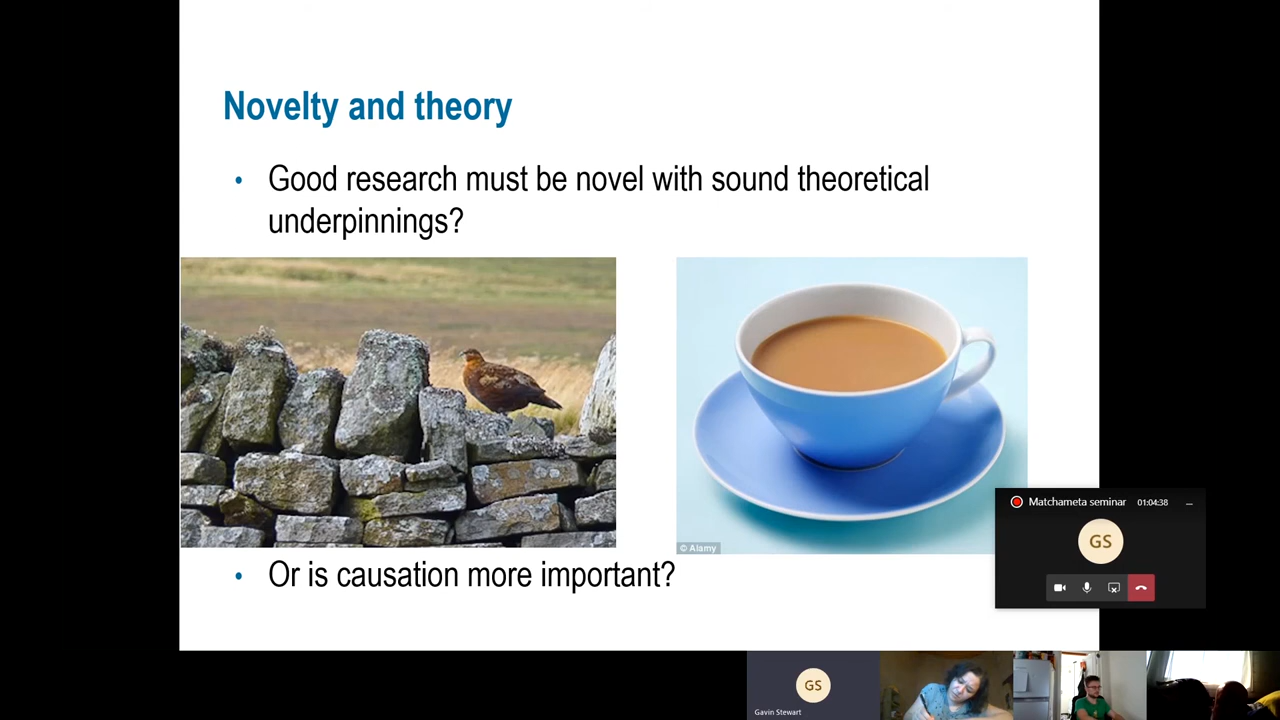 Novelty and theory
• Good research must be novel with sound theoretical
underpinnings?
© Alamy
• Or is causation more important?
Matchameta seminar 01:04:38
GS
GS
Gavin Stewart